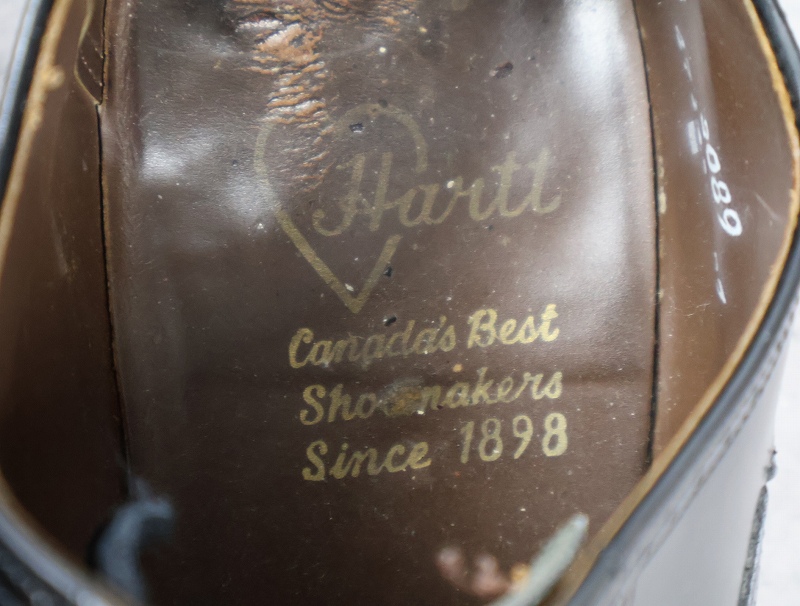 Hartt
Canada's Best
Shoemakers
Since 1898